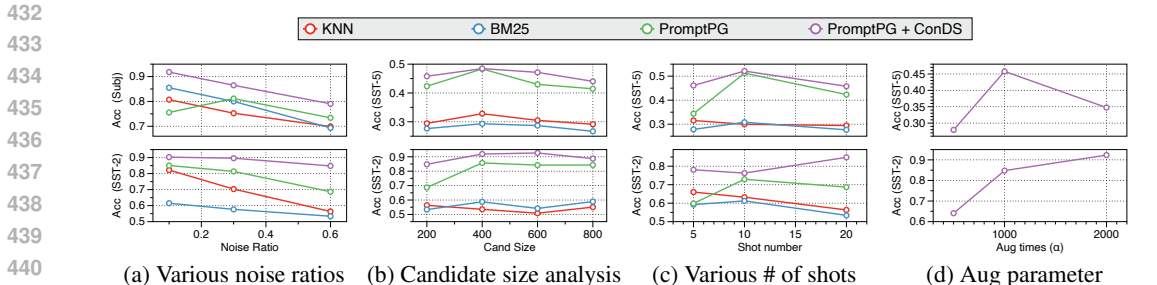 432
433
434
435
436
437
438
439
440
KNN BM25 PromptPG PromptPG + ConDS
Acc (Subj)
0.9
0.8
0.7
Acc (SST-2)
0.9
0.8
0.7
0.6
0.5
0.2 0.4 0.6
Noise Ratio
(a) Various noise ratios
Acc (SST-5)
0.5
0.4
0.3
Acc (SST-2)
0.9
0.8
0.7
0.6
0.5
200 400 600 800
Cand Size
(b) Candidate size analysis
Acc (SST-5)
0.5
0.4
0.3
Acc (SST-2)
0.8
0.7
0.6
0.5
5 10 15 20
Shot number
(c) Various # of shots
Acc (SST-5)
0.45
0.35
0.30
Acc (SST-2)
0.9
0.8
0.7
0.6
0.5
1000 2000
Aug times (α)
(d) Aug parameter